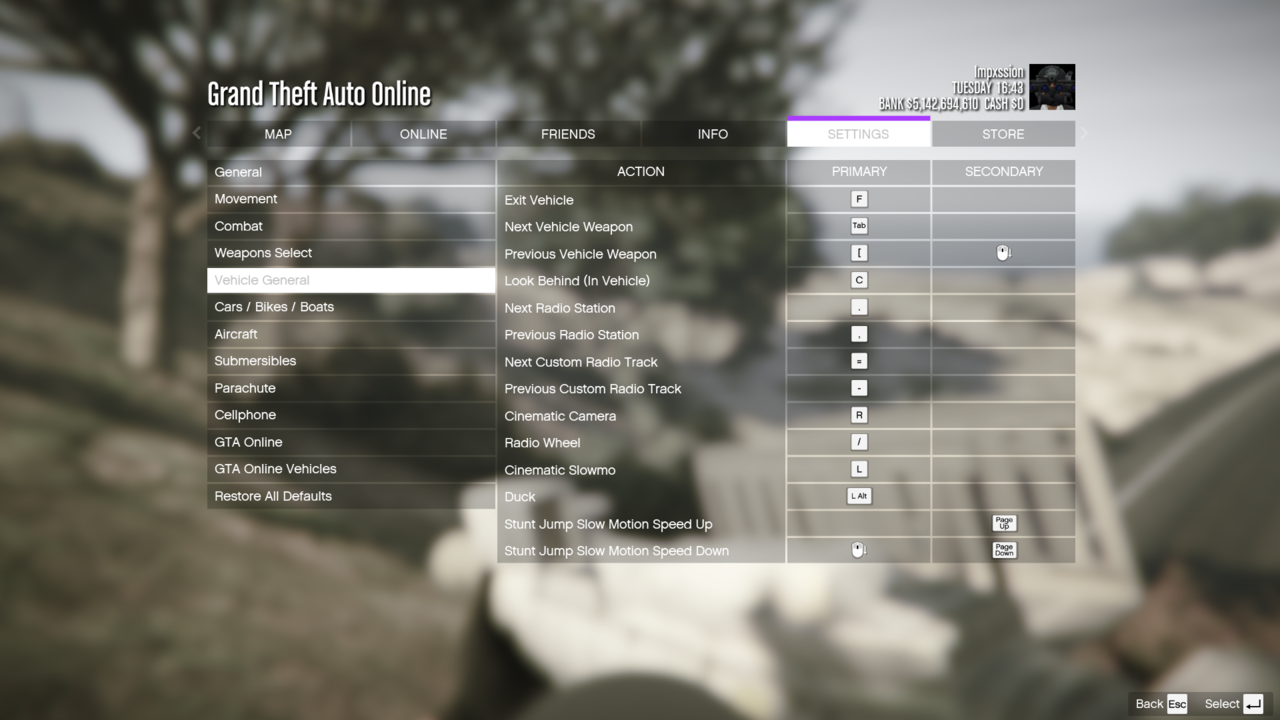 Grand Theft Auto Online
Impxssion
TUESDAY 16:43
BANK $5,142,694,610 CASH $0
MAP ONLINE FRIENDS INFO SETTINGS STORE
General
Movement
Combat
Weapons Select
Vehicle General
Cars / Bikes / Boats
Aircraft
Submersibles
Parachute
Cellphone
GTA Online
GTA Online Vehicles
Restore All Defaults
ACTION PRIMARY SECONDARY
Exit Vehicle F
Next Vehicle Weapon Tab
Previous Vehicle Weapon [
Look Behind (In Vehicle) C
Next Radio Station .
Previous Radio Station ,
Next Custom Radio Track =
Previous Custom Radio Track -
Cinematic Camera R
Radio Wheel /
Cinematic Slowmo L
Duck L Alt
Stunt Jump Slow Motion Speed Up Page Up
Stunt Jump Slow Motion Speed Down Page Down
Back Esc Select